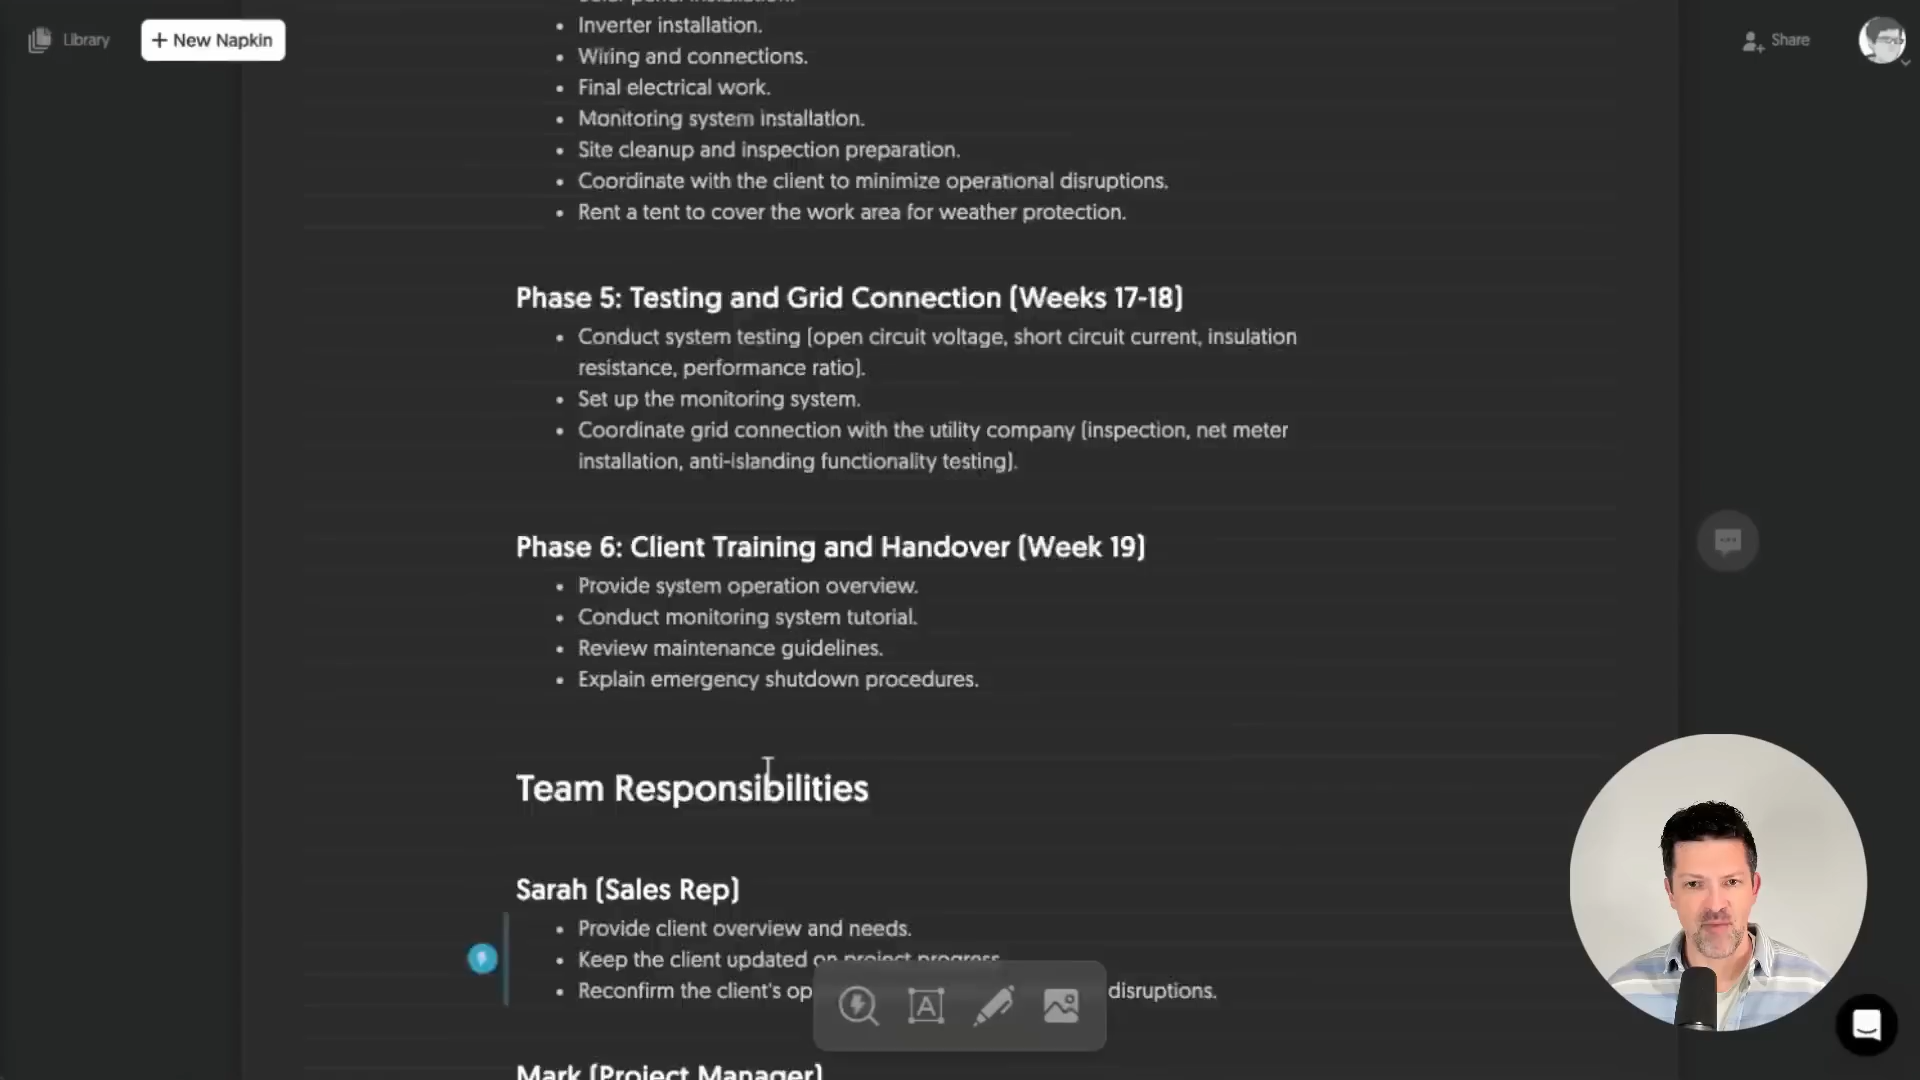 Library
+ New Napkin
Share
• Inverter installation.
• Wiring and connections.
• Final electrical work.
• Monitoring system installation.
• Site cleanup and inspection preparation.
• Coordinate with the client to minimize operational disruptions.
• Rent a tent to cover the work area for weather protection.
Phase 5: Testing and Grid Connection (Weeks 17-18)
• Conduct system testing (open circuit voltage, short circuit current, insulation
resistance, performance ratio).
• Set up the monitoring system.
• Coordinate grid connection with the utility company (inspection, net meter
installation, anti-islanding functionality testing).
Phase 6: Client Training and Handover (Week 19)
• Provide system operation overview.
• Conduct monitoring system tutorial.
• Review maintenance guidelines.
• Explain emergency shutdown procedures.
Team Responsibilities
Sarah (Sales Rep)
• Provide client overview and needs.
• Keep the client updated on project progress
• Reconfirm the client's op disruptions.
A
Mark (Project Manager)